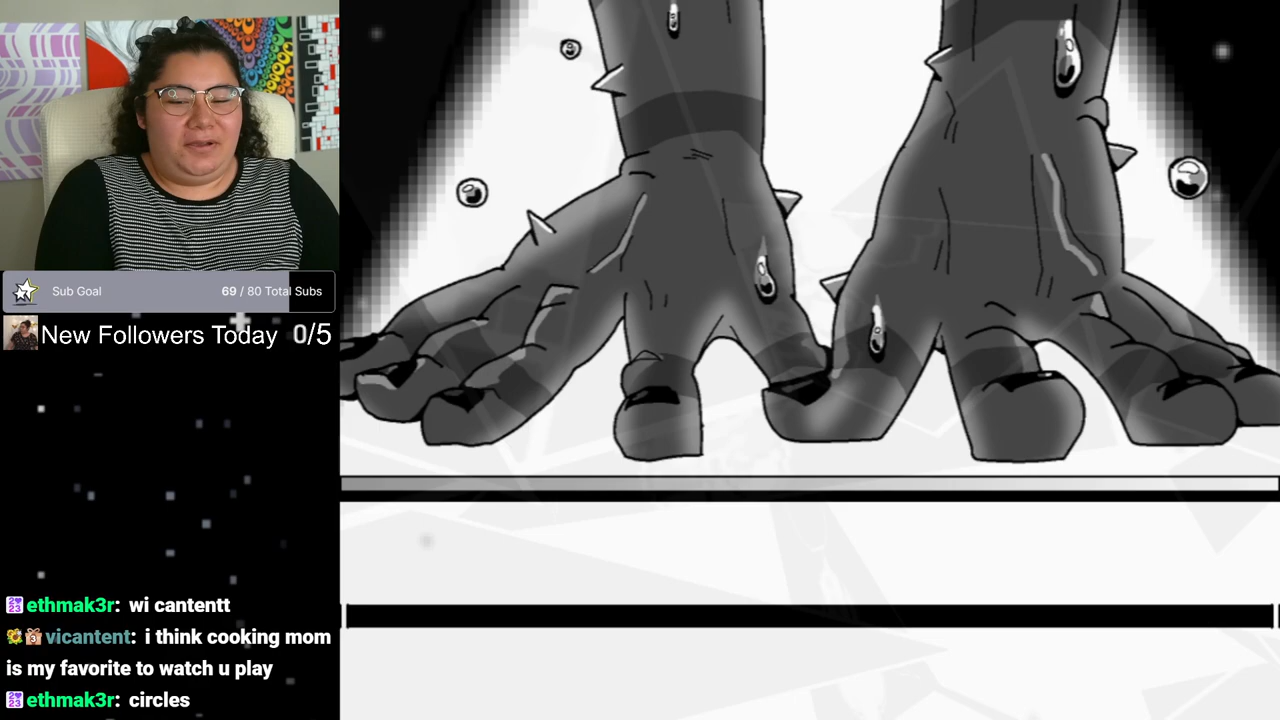 Sub Goal 69 / 80 Total Subs
New Followers Today 0/5
ethmak3r: wi cantentt
vicantent: i think cooking mom
is my favorite to watch u play
ethmak3r: circles